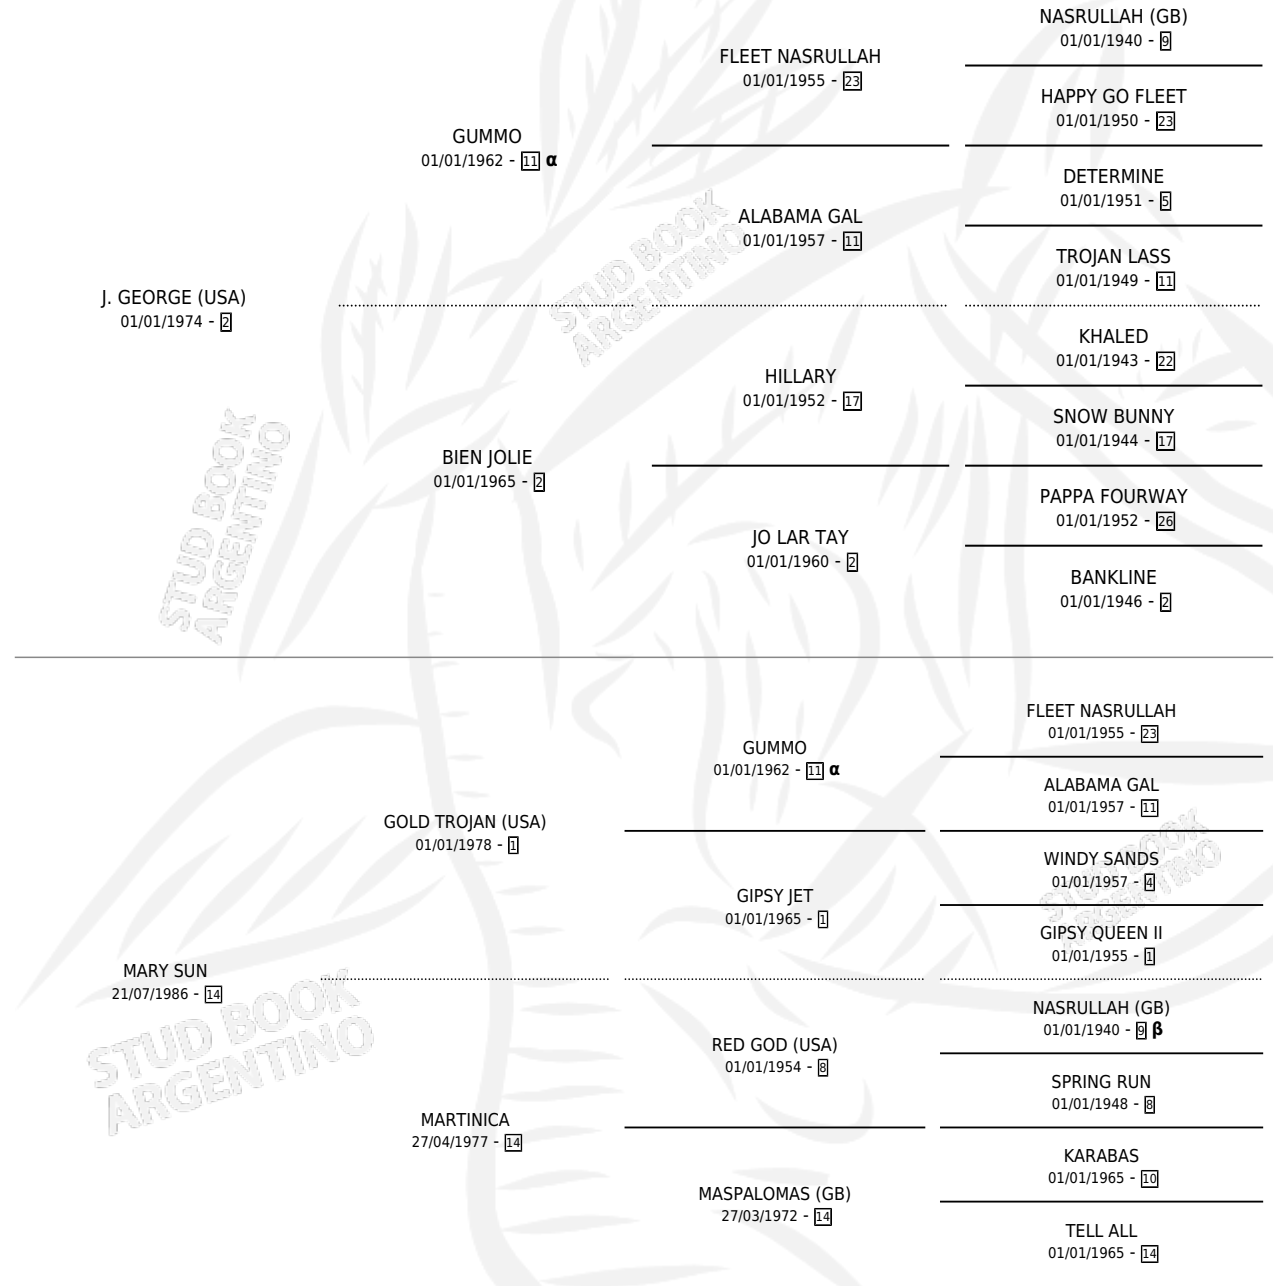 NASRULLAH (GB)
01/01/1940 - 9
FLEET NASRULLAH
01/01/1955 - 23
HAPPY GO FLEET
01/01/1950 - 23
GUMMO
01/01/1962 - 11 α
DETERMINE
01/01/1951 - 5
ALABAMA GAL
01/01/1957 - 11
TROJAN LASS
01/01/1949 - 11
J. GEORGE (USA)
01/01/1974 - 2
KHALED
01/01/1943 - 22
HILLARY
01/01/1952 - 17
SNOW BUNNY
01/01/1944 - 17
BIEN JOLIE
01/01/1965 - 2
PAPPA FOURWAY
01/01/1952 - 26
JO LAR TAY
01/01/1960 - 2
BANKLINE
01/01/1946 - 2
STUD BOOK
ARGENTINO
STUD BOOK
ARGENTINO
FLEET NASRULLAH
01/01/1955 - 23
GUMMO
01/01/1962 - 11 α
ALABAMA GAL
01/01/1957 - 11
GOLD TROJAN (USA)
01/01/1978 - 1
WINDY SANDS
01/01/1957 - 4
GIPSY JET
01/01/1965 - 1
GIPSY QUEEN II
01/01/1955 - 1
STUD BOOK
ARGENTINO
MARY SUN
21/07/1986 - 14
NASRULLAH (GB)
01/01/1940 - 9 β
RED GOD (USA)
01/01/1954 - 8
SPRING RUN
01/01/1948 - 8
MARTINICA
27/04/1977 - 14
KARABAS
01/01/1965 - 10
MASPALOMAS (GB)
27/03/1972 - 14
TELL ALL
01/01/1965 - 14
STUD BOOK
ARGENTINO